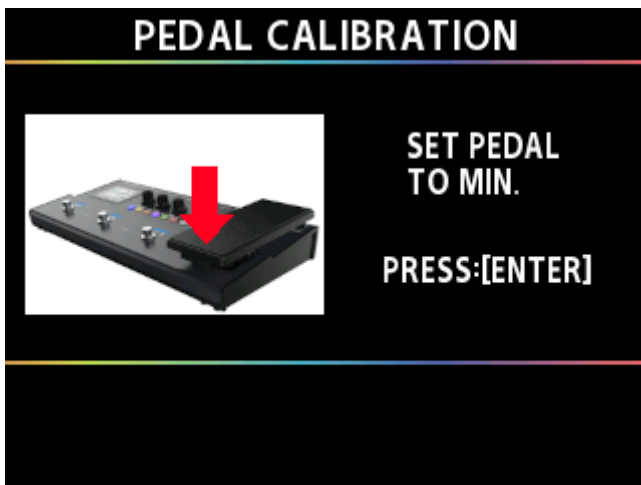 PEDAL CALIBRATION
SET PEDAL
TO MIN.
PRESS:[ENTER]